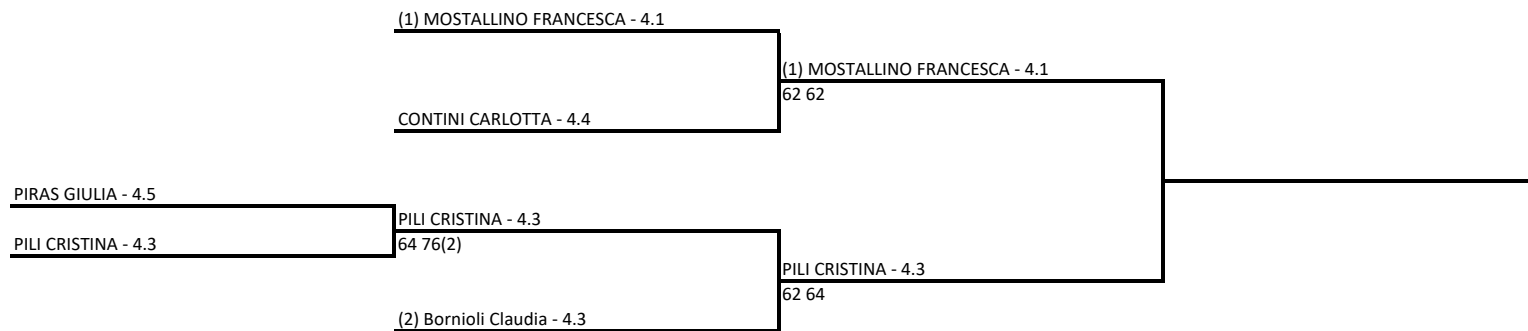 (1) MOSTALLINO FRANCESCA - 4.1
(1) MOSTALLINO FRANCESCA - 4.1
62 62
CONTINI CARLOTTA - 4.4
PIRAS GIULIA - 4.5
PILI CRISTINA - 4.3
PILI CRISTINA - 4.3
64 76(2)
PILI CRISTINA - 4.3
62 64
(2) Bornioli Claudia - 4.3